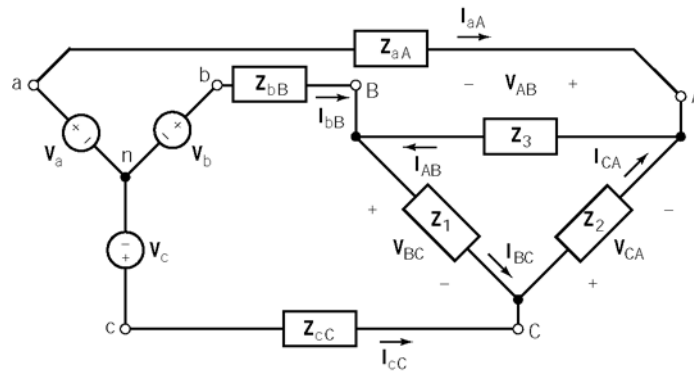 I_aA
Z_aA
a
b
Z_bB
B
− V_AB +
A
I_bB
+ −
V_a
n
− +
V_b
Z_3
I_AB
I_CA
+
Z_1
Z_2
−
V_BC
I_BC
V_CA
− +
V_c
−
+
c
Z_cC
C
I_cC